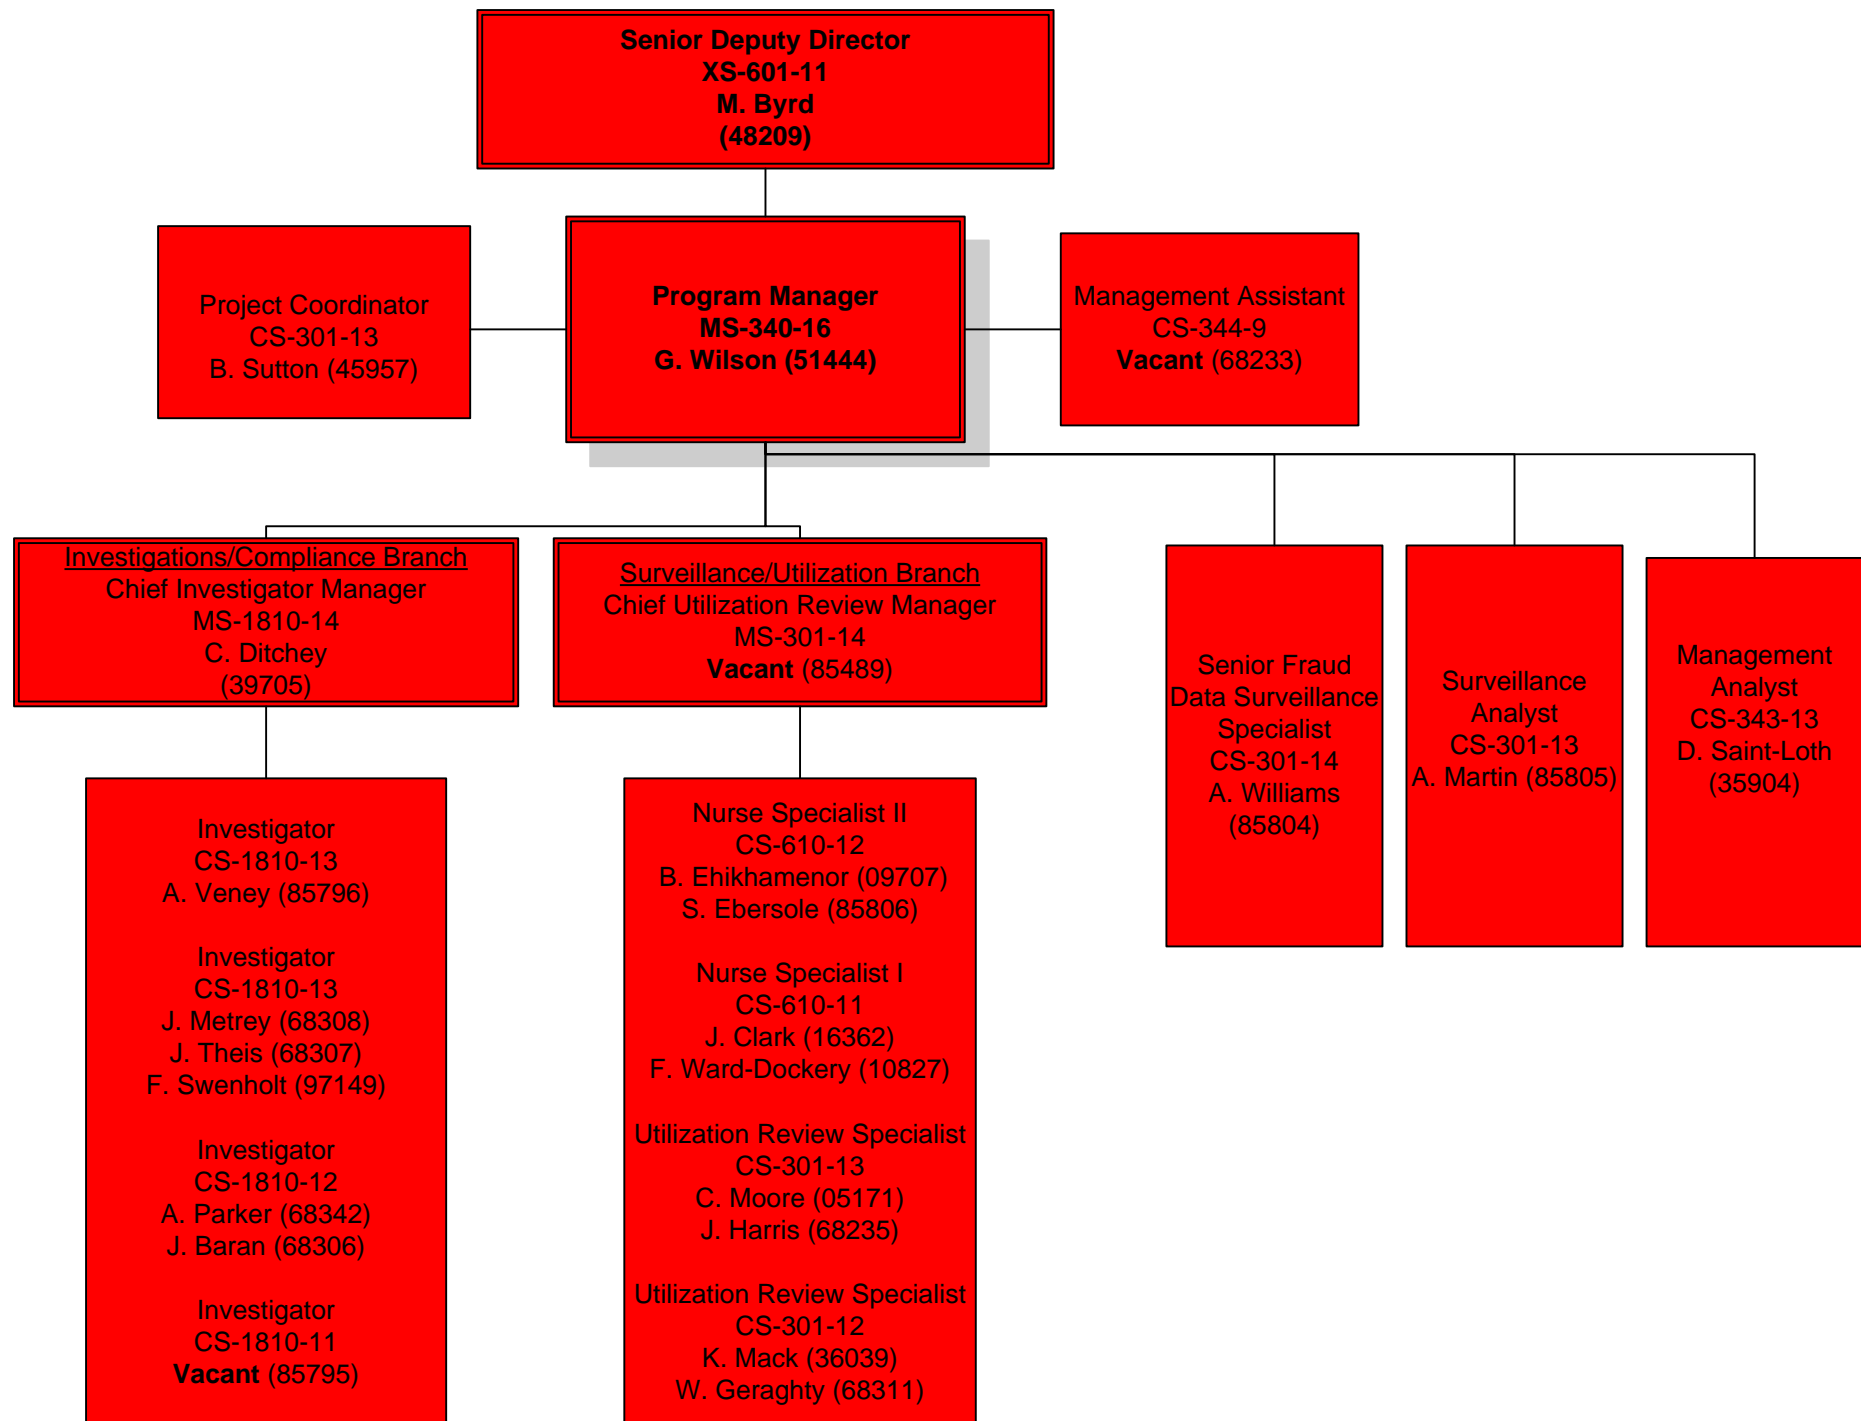 Senior Deputy Director
XS-601-11
M. Byrd
(48209)
Project Coordinator
CS-301-13
B. Sutton (45957)
Program Manager
MS-340-16
G. Wilson (51444)
Management Assistant
CS-344-9
Vacant (68233)
Investigations/Compliance Branch
Chief Investigator Manager
MS-1810-14
C. Ditchey
(39705)
Surveillance/Utilization Branch
Chief Utilization Review Manager
MS-301-14
Vacant (85489)
Senior Fraud
Data Surveillance
Specialist
CS-301-14
A. Williams
(85804)
Surveillance
Analyst
CS-301-13
A. Martin (85805)
Management
Analyst
CS-343-13
D. Saint-Loth
(35904)
Investigator
CS-1810-13
A. Veney (85796)
Investigator
CS-1810-13
J. Metrey (68308)
J. Theis (68307)
F. Swenholt (97149)
Investigator
CS-1810-12
A. Parker (68342)
J. Baran (68306)
Investigator
CS-1810-11
Vacant (85795)
Nurse Specialist II
CS-610-12
B. Ehikhamenor (09707)
S. Ebersole (85806)
Nurse Specialist I
CS-610-11
J. Clark (16362)
F. Ward-Dockery (10827)
Utilization Review Specialist
CS-301-13
C. Moore (05171)
J. Harris (68235)
Utilization Review Specialist
CS-301-12
K. Mack (36039)
W. Geraghty (68311)